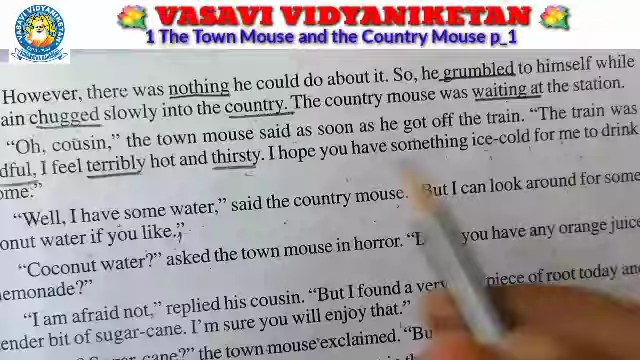 VASAVI VIDYANIKETAN
1 The Town Mouse and the Country Mouse p_1
However, there was nothing he could do about it. So, he grumbled to himself while
ain chugged slowly into the country. The country mouse was waiting at the station.
"Oh, cousin," the town mouse said as soon as he got off the train. "The train was
dful, I feel terribly hot and thirsty. I hope you have something ice-cold for me to drink
ome."
"Well, I have some water," said the country mouse. "But I can look around for some
onut water if you like."
"Coconut water?" asked the town mouse in horror. " you have any orange juice
emonade?"
"I am afraid not," replied his cousin. "But I found a very piece of root today and
ender bit of sugar-cane. I'm sure you will enjoy that."
cane?" the town mouse exclaimed. "Bu